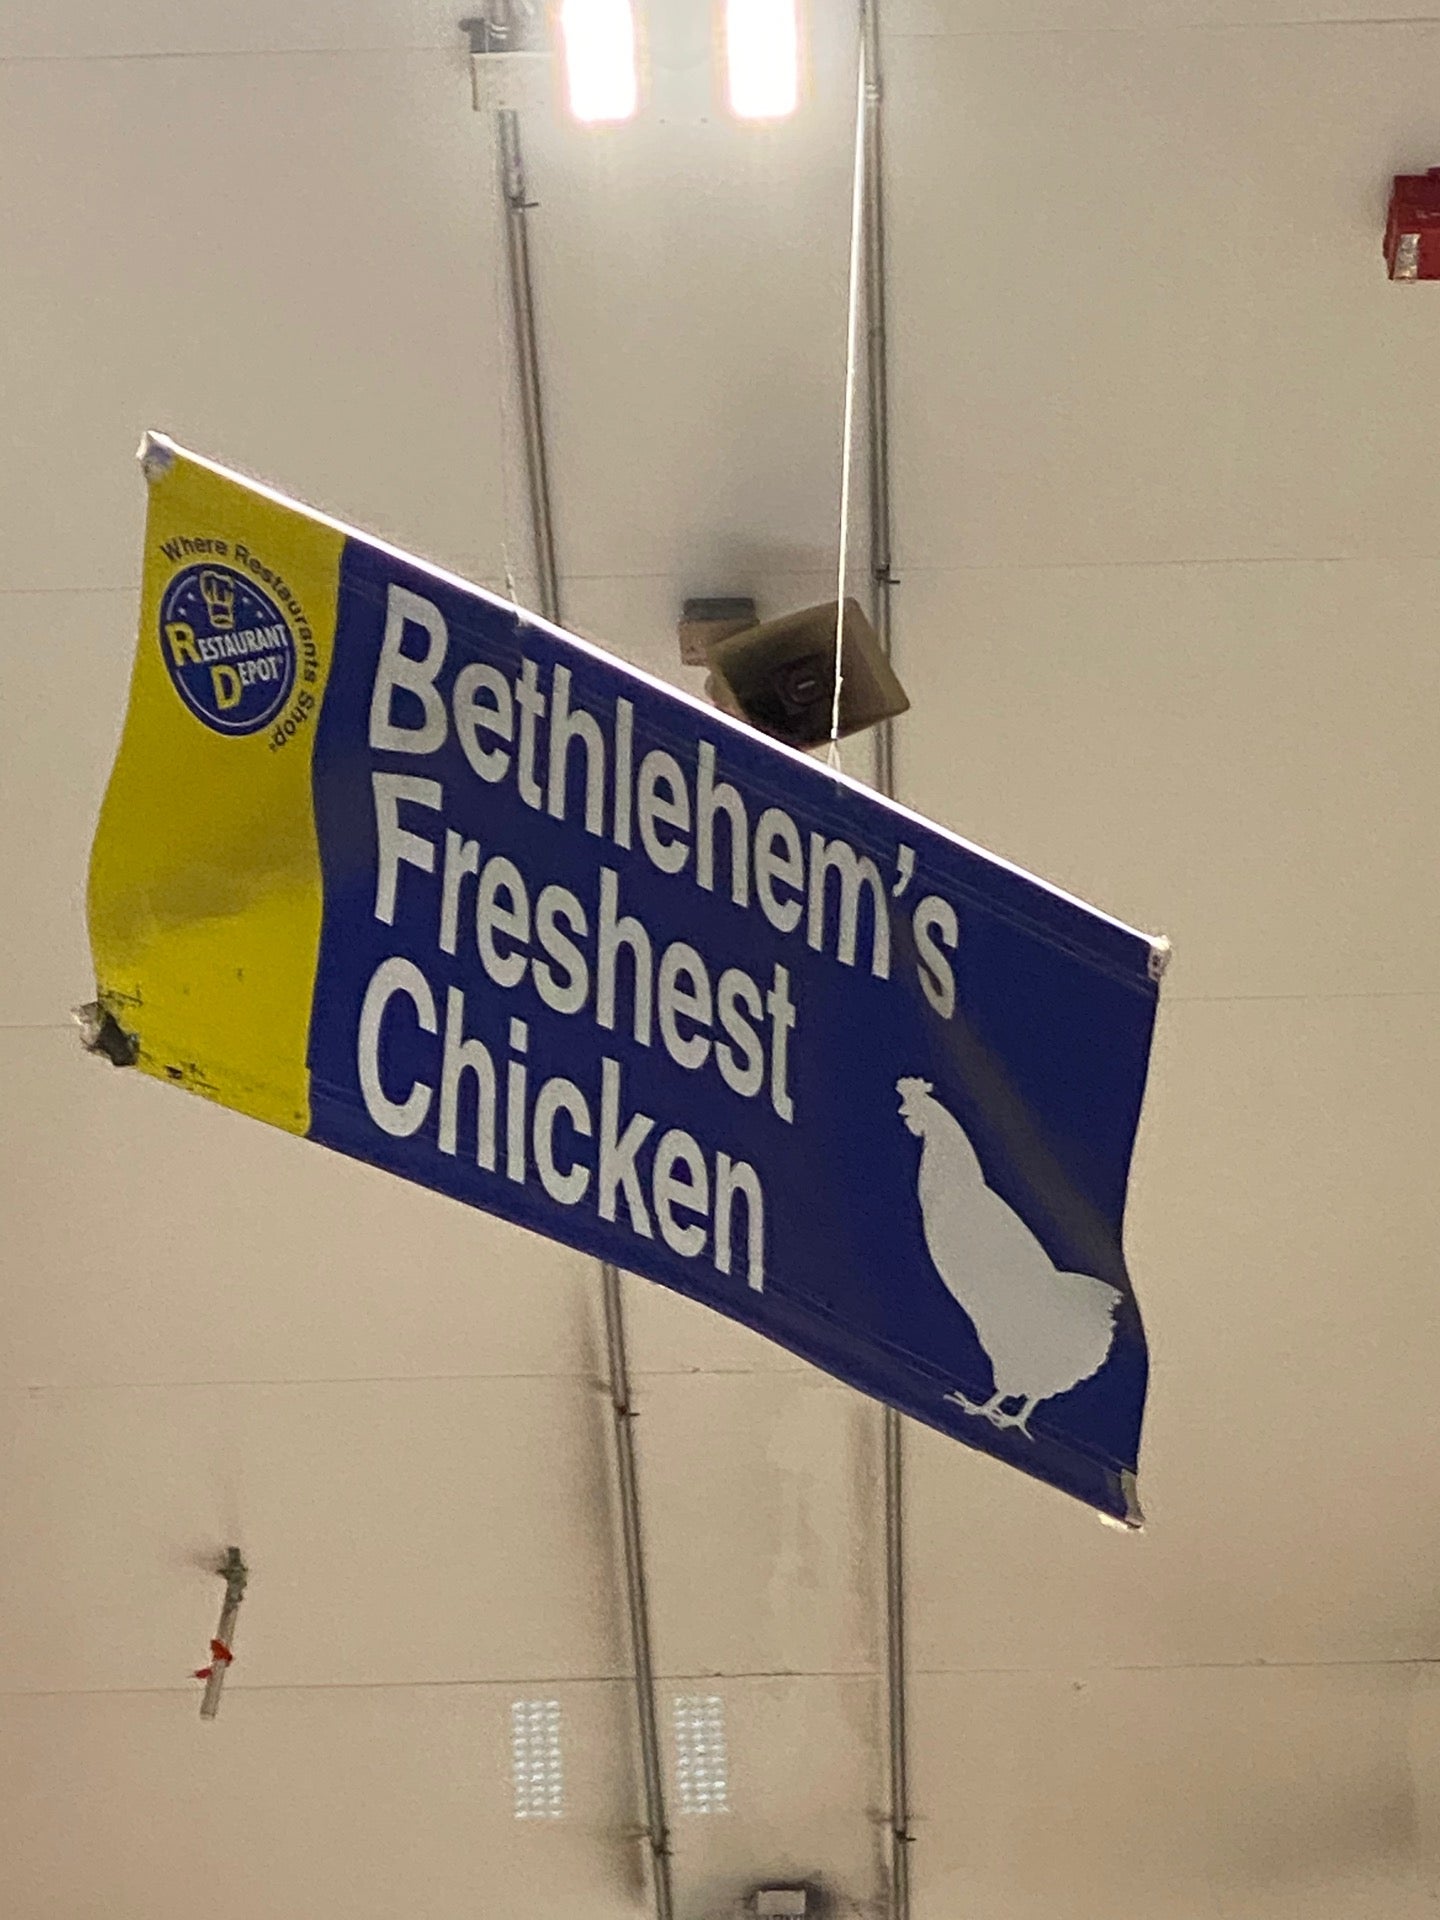 Where Restaurants Shop®
RESTAURANT
DEPOT®
Bethlehem's
Freshest
Chicken